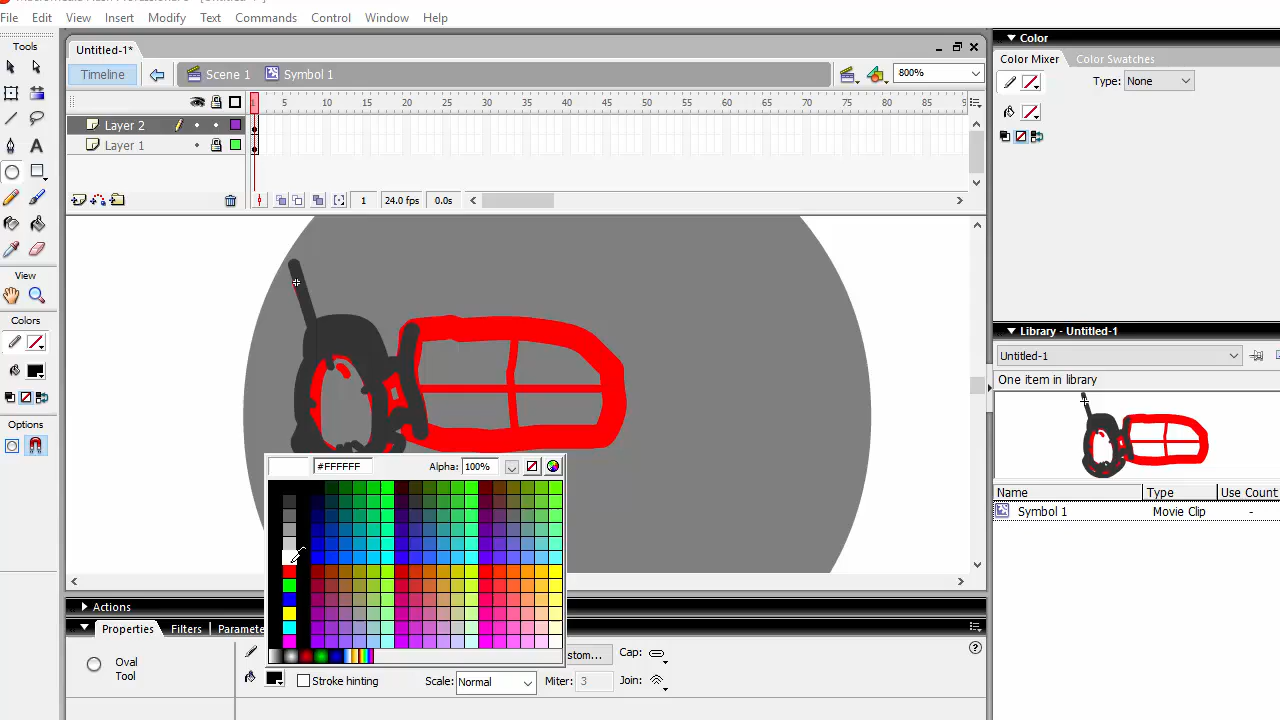 File Edit View Insert Modify Text Commands Control Window Help
Tools
View
Colors
Options
Untitled-1*
Timeline Scene 1 Symbol 1 800%
1 5 10 15 20 25 30 35 40 45 50 55 60 65 70 75 80 85 9
Layer 2
Layer 1
1 24.0 fps 0.0s
#FFFFFF Alpha: 100%
Actions
Properties Filters Paramete
Oval
Tool
stom... Cap:
Stroke hinting Scale: Normal Miter: 3 Join:
Color
Color Mixer Color Swatches
Type: None
Library - Untitled-1
Untitled-1
One item in library
Name Type Use Count
Symbol 1 Movie Clip -